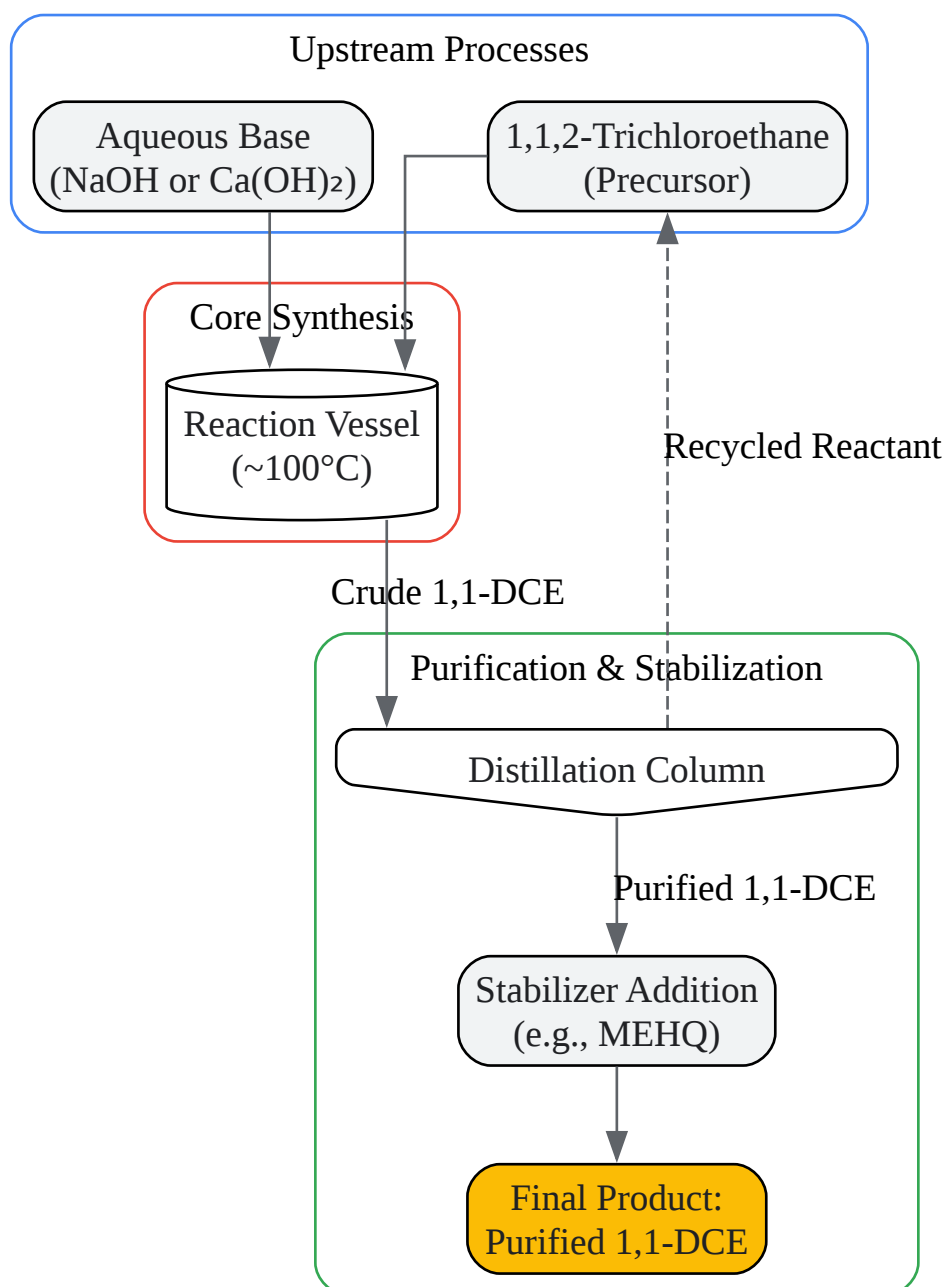 Upstream Processes
Aqueous Base
(NaOH or Ca(OH)₂)
1,1,2-Trichloroethane
(Precursor)
Core Synthesis
Reaction Vessel
(~100°C)
Recycled Reactant
Crude 1,1-DCE
Purification & Stabilization
Distillation Column
Purified 1,1-DCE
Stabilizer Addition
(e.g., MEHQ)
Final Product:
Purified 1,1-DCE